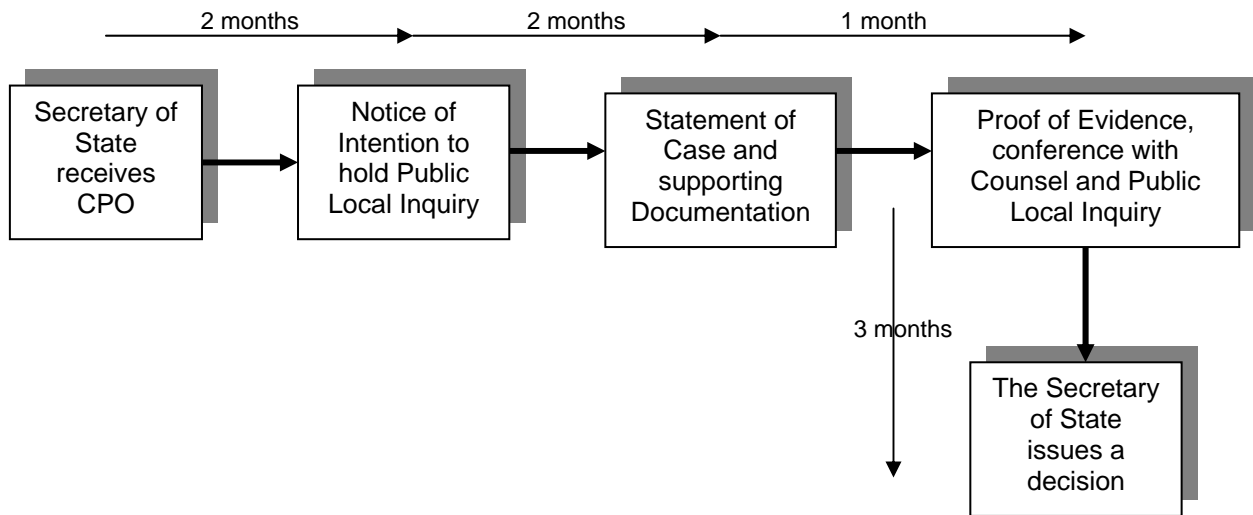 2 months
2 months
1 month
Secretary of
State
receives
CPO
Notice of
Intention to
hold Public
Local Inquiry
Statement of
Case and
supporting
Documentation
Proof of Evidence,
conference with
Counsel and Public
Local Inquiry
3 months
The Secretary
of State
issues a
decision